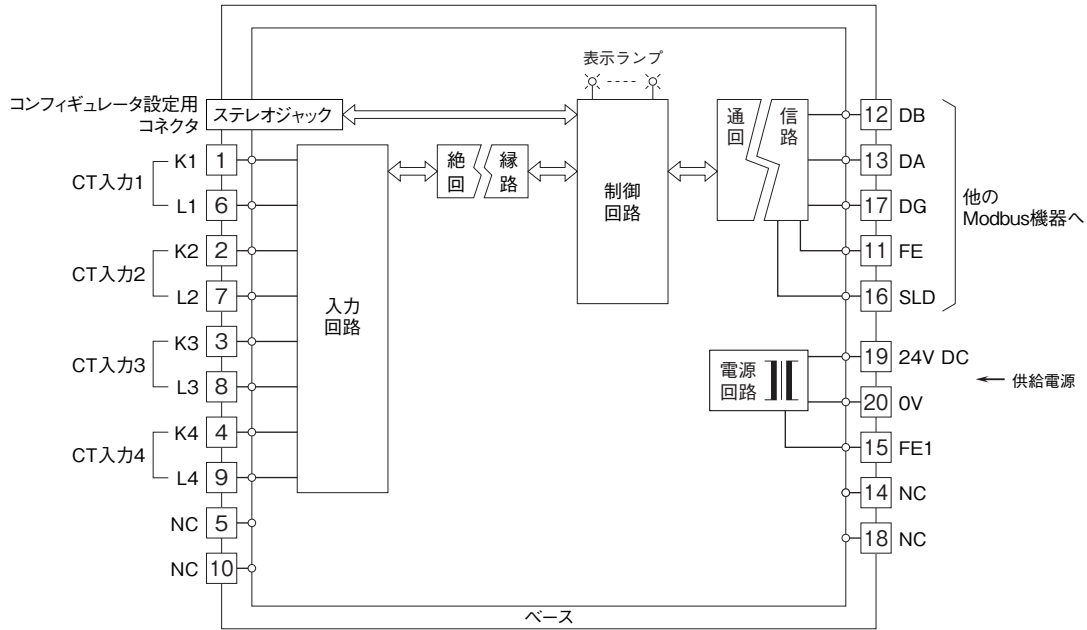 表示ランプ
コンフィギュレータ設定用
コネクタ
ステレオジャック
CT入力1
K1 1
L1 6
CT入力2
K2 2
L2 7
CT入力3
K3 3
L3 8
CT入力4
K4 4
L4 9
NC 5
NC 10
入力
回路
絶縁
回路
制御
回路
通信
回路
電源
回路
12 DB
13 DA
17 DG
11 FE
16 SLD
他の
Modbus機器へ
19 24V DC
20 0V
供給電源
15 FE1
14 NC
18 NC
ベース